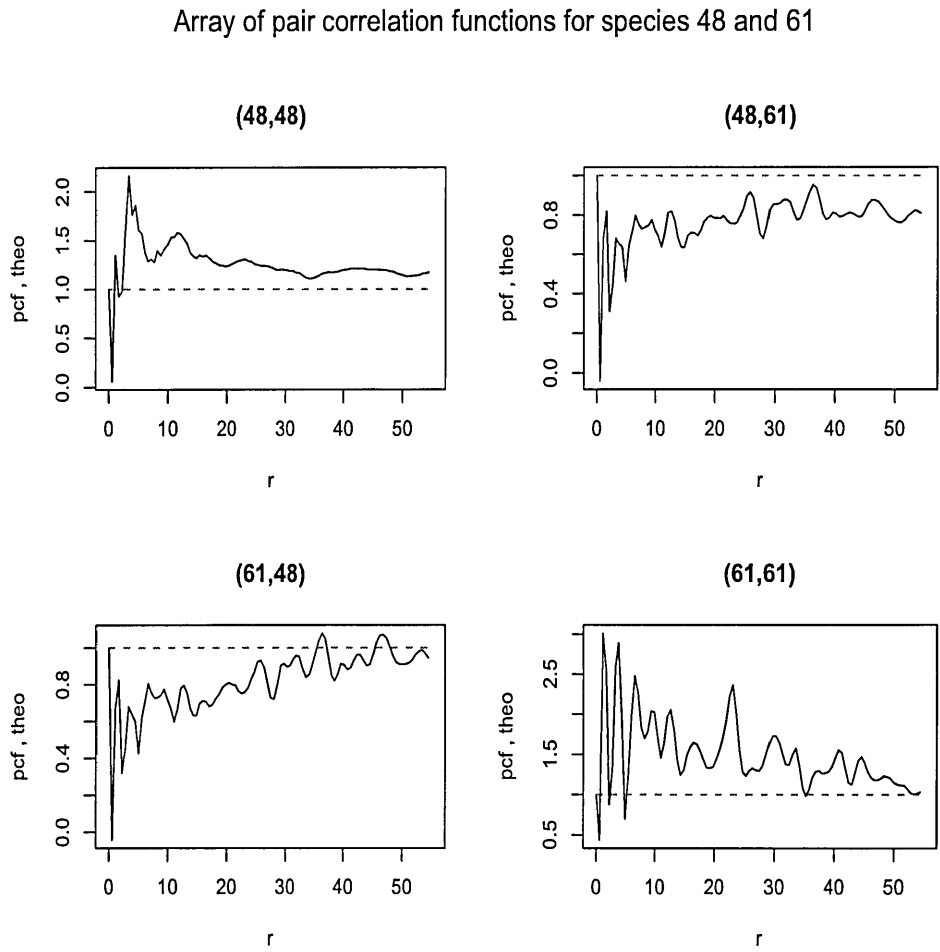 Array of pair correlation functions for species 48 and 61
(48,48)
pcf , theo
0.0 0.5 1.0 1.5 2.0
0 10 20 30 40 50
r
(48,61)
pcf , theo
0.0 0.4 0.8
0 10 20 30 40 50
r
(61,48)
pcf , theo
0.0 0.4 0.8
0 10 20 30 40 50
r
(61,61)
pcf , theo
0.5 1.5 2.5
0 10 20 30 40 50
r